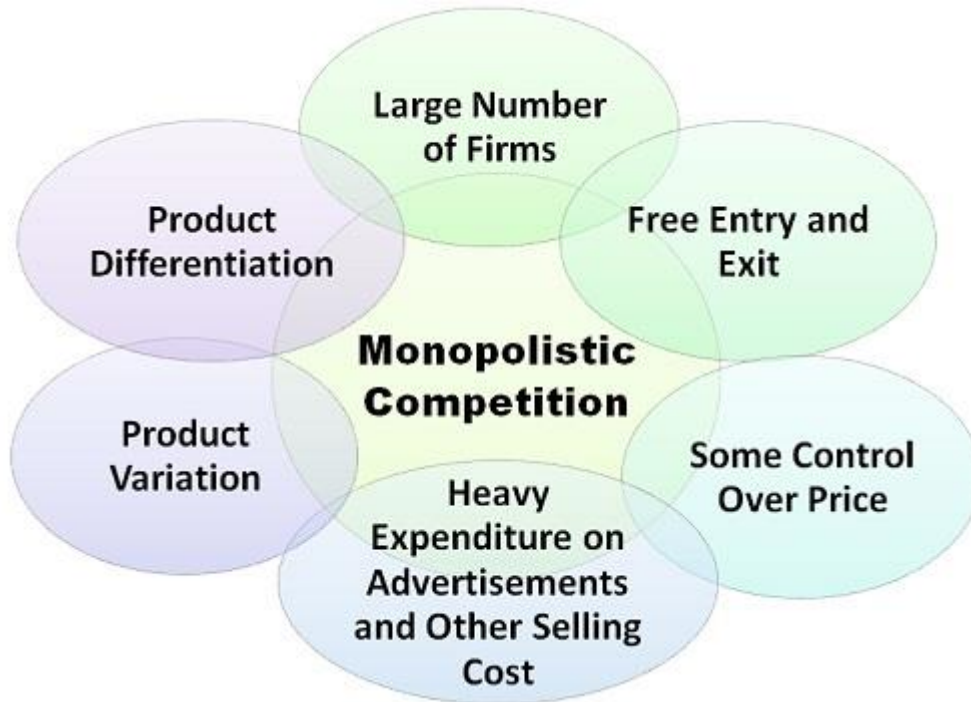 Large Number
of Firms
Product
Differentiation
Free Entry and
Exit
Monopolistic
Competition
Product
Variation
Some Control
Over Price
Heavy
Expenditure on
Advertisements
and Other Selling
Cost